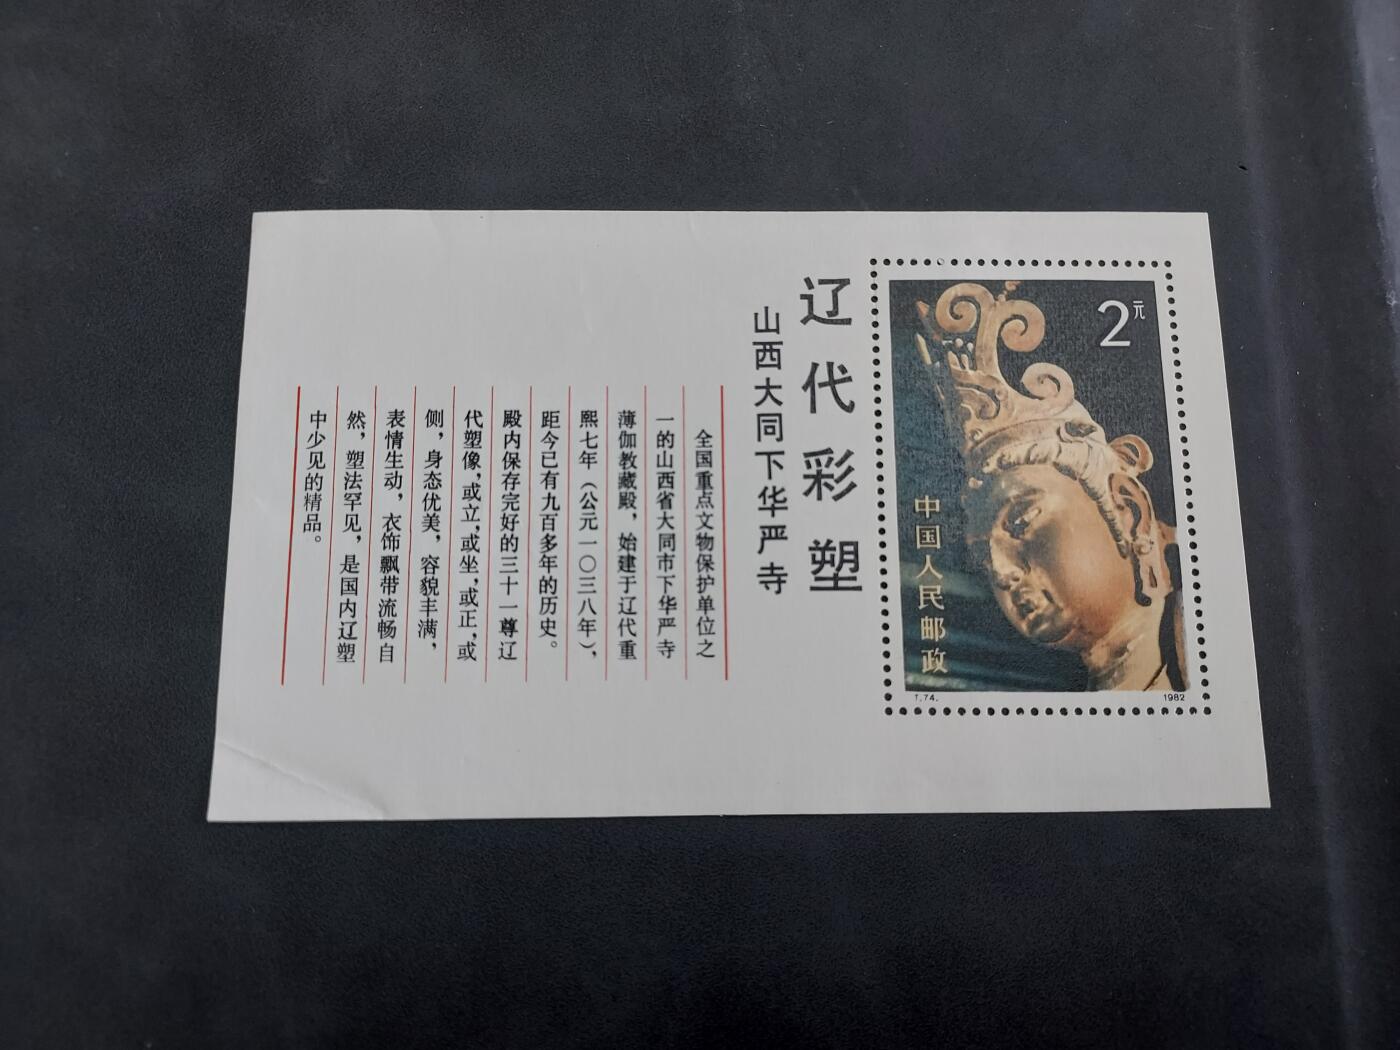 2元
中国人民邮政
T.74.
1982
辽代彩塑
山西大同下华严寺
全国重点文物保护单位之
一的山西省大同市下华严寺
薄伽教藏殿，始建于辽代重
熙七年（公元一〇三八年），
距今已有九百多年的历史。
殿内保存完好的三十一尊辽
代塑像，或立，或坐，或正，或
侧，身态优美，容貌丰满，
表情生动，衣饰飘带流畅自
然，塑法罕见，是国内辽塑
中少见的精品。